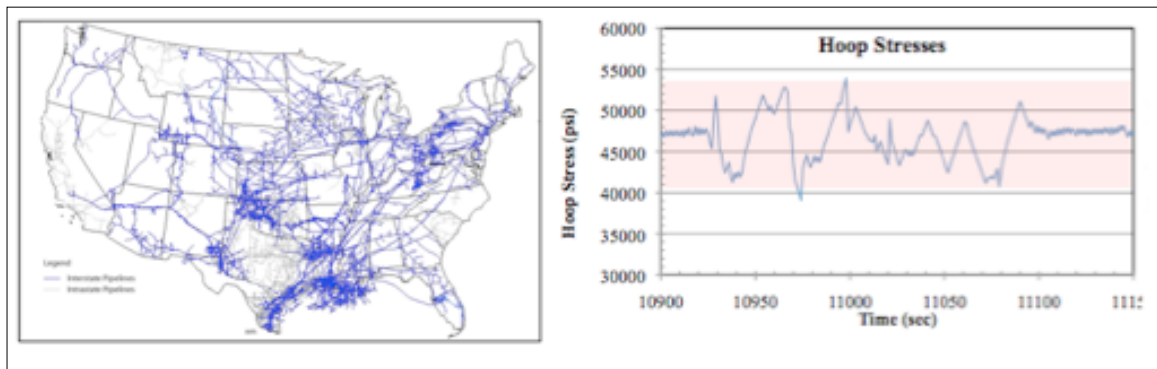 Legend
Interstate Pipelines
Intrastate Pipelines
Hoop Stresses
Hoop Stress (psi)
60000
55000
50000
45000
40000
35000
30000
10900 10950 11000 11050 11100 1115
Time (sec)